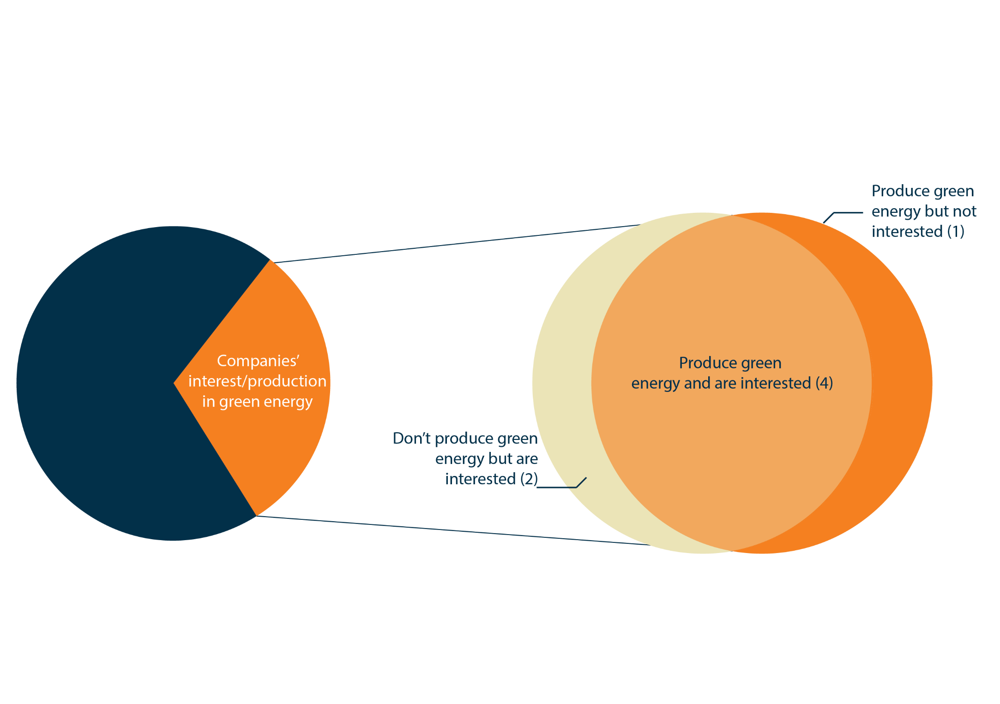 Produce green
energy but not
interested (1)
Companies’
interest/production
in green energy
Produce green
energy and are interested (4)
Don’t produce green
energy but are
interested (2)